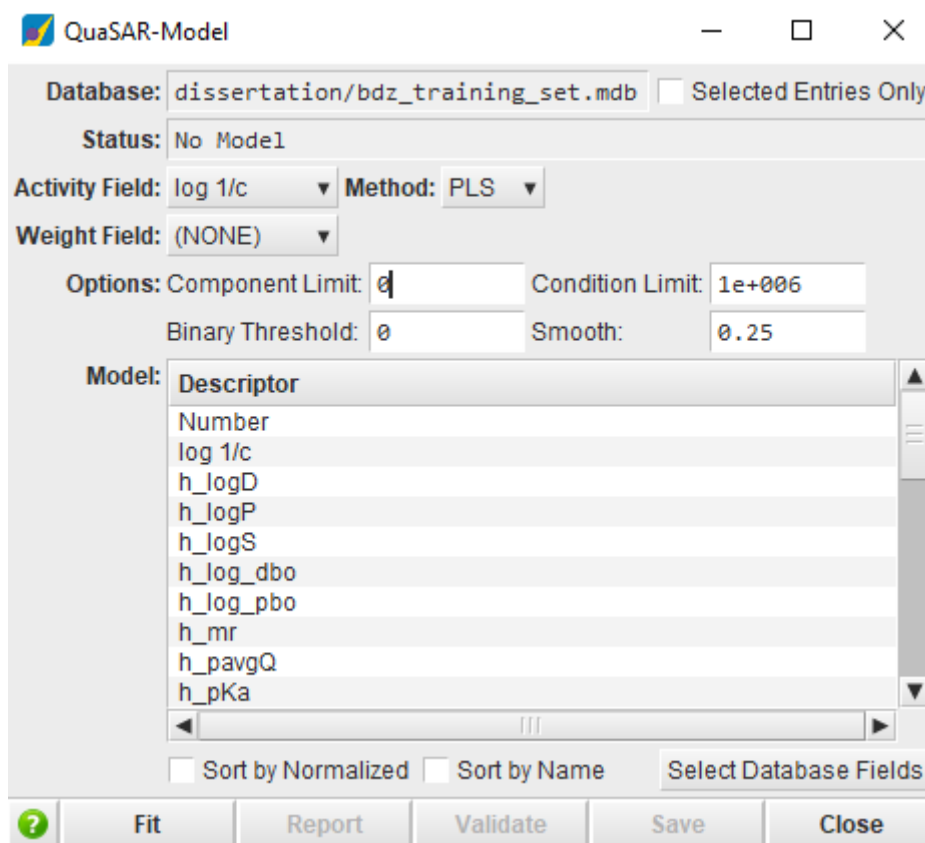 QuaSAR-Model
Database: dissertation/bdz_training_set.mdb Selected Entries Only
Status: No Model
Activity Field: log 1/c Method: PLS
Weight Field: (NONE)
Options: Component Limit: 0 Condition Limit: 1e+006
Binary Threshold: 0 Smooth: 0.25
Model: Descriptor
Number
log 1/c
h_logD
h_logP
h_logS
h_log_dbo
h_log_pbo
h_mr
h_pavgQ
h_pKa
Sort by Normalized Sort by Name Select Database Fields
? Fit Report Validate Save Close